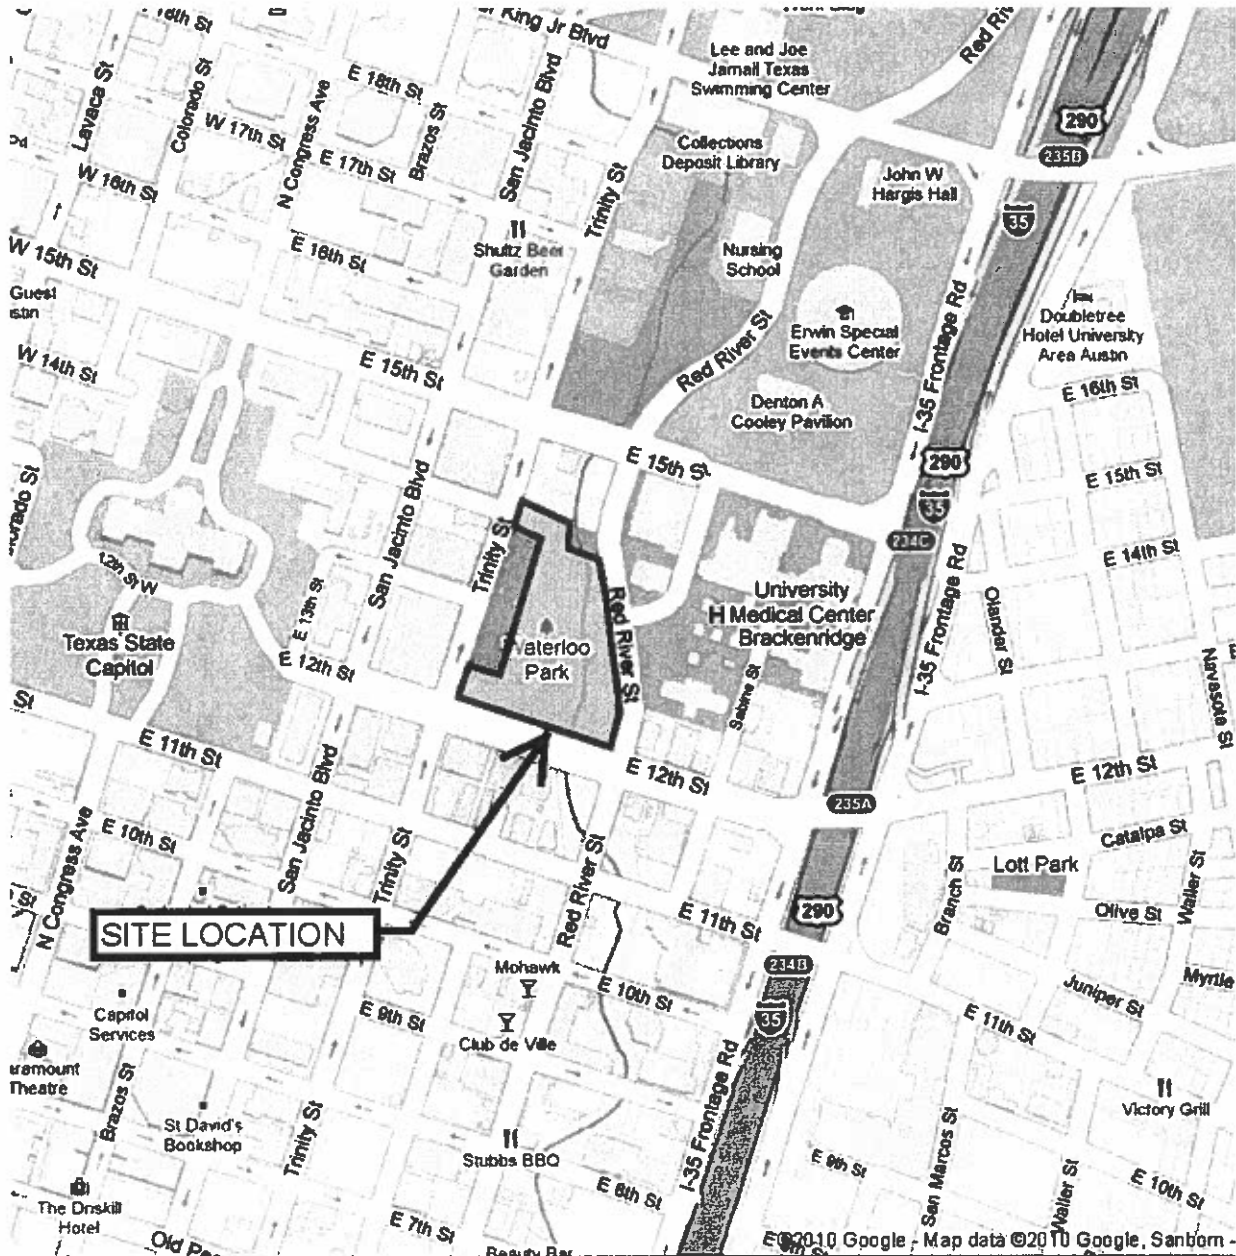 E 18th St
King Jr Blvd
Red River
Lee and Joe
Jamail Texas
Swimming Center
Lavaca St
Colorado St
E 18th St
N Congress Ave
Brazos St
San Jacinto Blvd
290
W 17th St
E 17th St
Collections
Deposit Library
235B
W 16th St
Trinity St
John W
Hargis Hall
35
Shultz Beer
Garden
E 16th St
W 15th St
Nursing
School
Guest
Doubletree
Hotel University
Area Austin
Erwin Special
Events Center
I-35 Frontage Rd
Red River St
W 14th St
E 15th St
E 16th St
Denton A
Cooley Pavilion
E 15th St
290
E 15th St
San Jacinto Blvd
35
234C
Trinity St
E 14th St
12th St W
University
H Medical Center
Brackenridge
I-35 Frontage Rd
Olander St
E 13th St
Red River St
Texas State
Capitol
Waterloo
Park
E 12th St
Sabine St
Navasota St
St
E 11th St
E 12th St
E 12th St
235A
San Jacinto Blvd
N Congress Ave
E 10th St
Trinity St
Catalpa St
Lott Park
Branch St
Waller St
Red River St
290
Olive St
SITE LOCATION
E 11th St
234B
Mohawk
E 10th St
Juniper St
Myrtle
Capitol
Services
E 9th St
Club de Ville
35
E 11th St
aramount
Theatre
I-35 Frontage Rd
Brazos St
St David's
Bookshop
Trinity St
Stubbs BBQ
Victory Grill
San Marcos St
E 9th St
Waller St
E 10th St
The Driskill
Hotel
E 7th St
E 8th St
Old Pe
Beauty Bar
©2010 Google - Map data ©2010 Google, Sanborn -